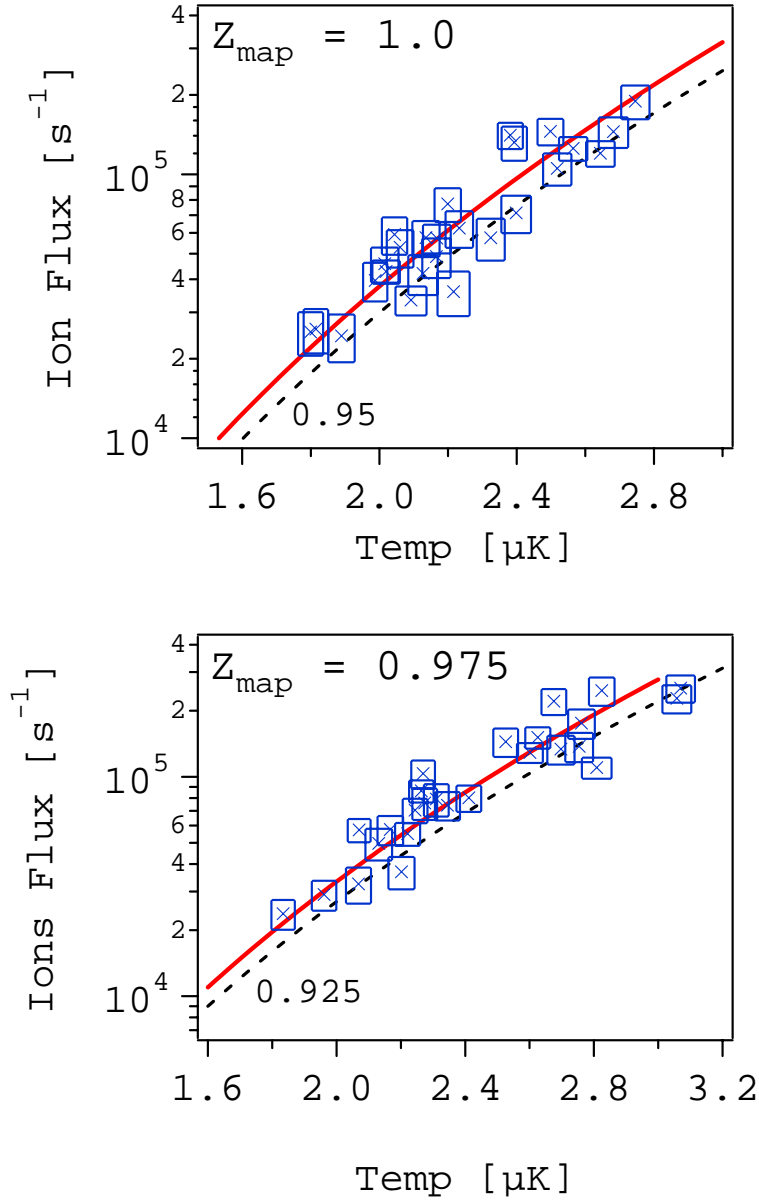 Z_map = 1.0
Ion Flux [s^-1]
4
2
10^5
8
6
4
2
10^4
0.95
1.6 2.0 2.4 2.8
Temp [µK]
Z_map = 0.975
Ions Flux [s^-1]
4
2
10^5
6
4
2
10^4
0.925
1.6 2.0 2.4 2.8 3.2
Temp [µK]